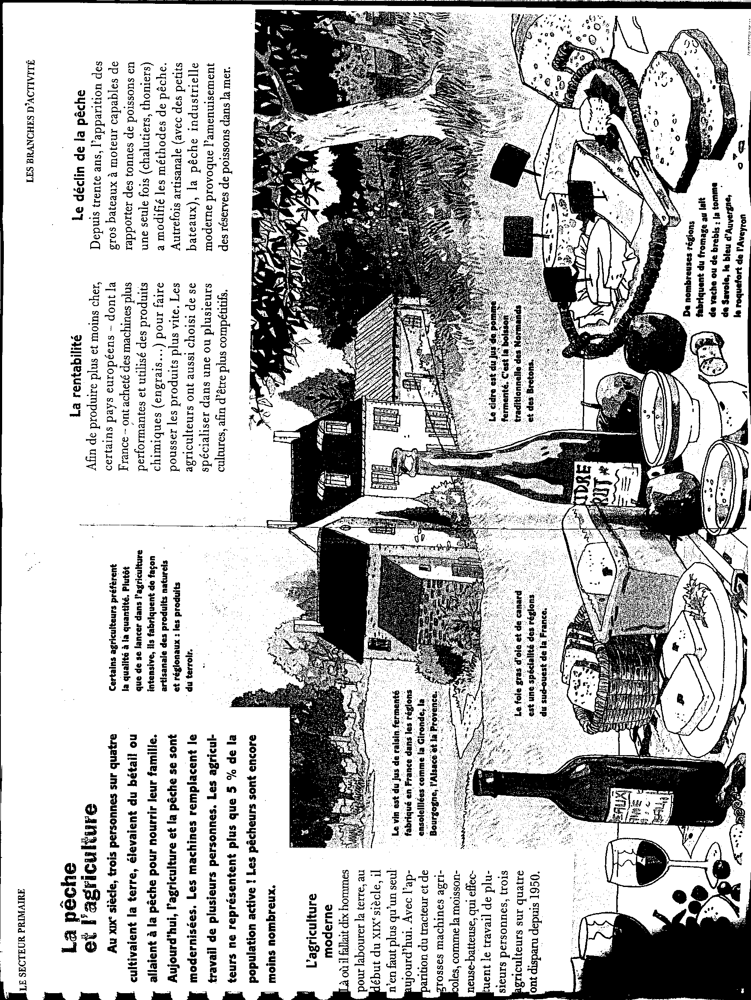 LE SECTEUR PRIMAIRE
LES BRANCHES D'ACTIVITÉ
La pêche
et l'agriculture
Au XIXe siècle, trois personnes sur quatre
cultivaient la terre, élevaient du bétail ou
allaient à la pêche pour nourrir leur famille.
Aujourd'hui, l'agriculture et la pêche se sont
modernisées. Les machines remplacent le
travail de plusieurs personnes. Les agricul-
teurs ne représentent plus que 5 % de la
population active ! Les pêcheurs sont encore
moins nombreux.
L'agriculture
moderne
Là où il fallait dix hommes
pour labourer la terre, au
début du XIXe siècle, il
n'en faut plus qu'un seul
aujourd'hui. Avec l'ap-
parition du tracteur et de
grosses machines agri-
coles, comme la moisson-
neuse-batteuse, qui effec-
tuent le travail de plu-
sieurs personnes, trois
agriculteurs sur quatre
ont disparu depuis 1950.
Certains agriculteurs préfèrent
la qualité à la quantité. Plutôt
que de se lancer dans l'agriculture
intensive, ils fabriquent de façon
artisanale des produits naturels
et régionaux : les produits
du terroir.
Le vin est du jus de raisin fermenté
fabriqué en France dans les régions
ensoleillées comme la Gironde, la
Bourgogne, l'Alsace et la Provence.
Le foie gras d'oie et de canard
est une spécialité des régions
du sud-ouest de la France.
La rentabilité
Afin de produire plus et moins cher,
certains pays européens – dont la
France – ont acheté des machines plus
performantes et utilisé des produits
chimiques (engrais...) pour faire
pousser les produits plus vite. Les
agriculteurs ont aussi choisi de se
spécialiser dans une ou plusieurs
cultures, afin d'être plus compétitifs.
Le déclin de la pêche
Depuis trente ans, l'apparition des
gros bateaux à moteur capables de
rapporter des tonnes de poissons en
une seule fois (chalutiers, thoniers)
a modifié les méthodes de pêche.
Autrefois artisanale (avec des petits
bateaux), la pêche industrielle
moderne provoque l'amenuisement
des réserves de poissons dans la mer.
Le cidre est du jus de pomme
fermenté. C'est la boisson
traditionnelle des Normands
et des Bretons.
De nombreuses régions
fabriquent du fromage au lait
de vache ou de brebis : la tomme
de Savoie, le bleu d'Auvergne,
le roquefort de l'Aveyron
IDRE
RUT *
EAUX